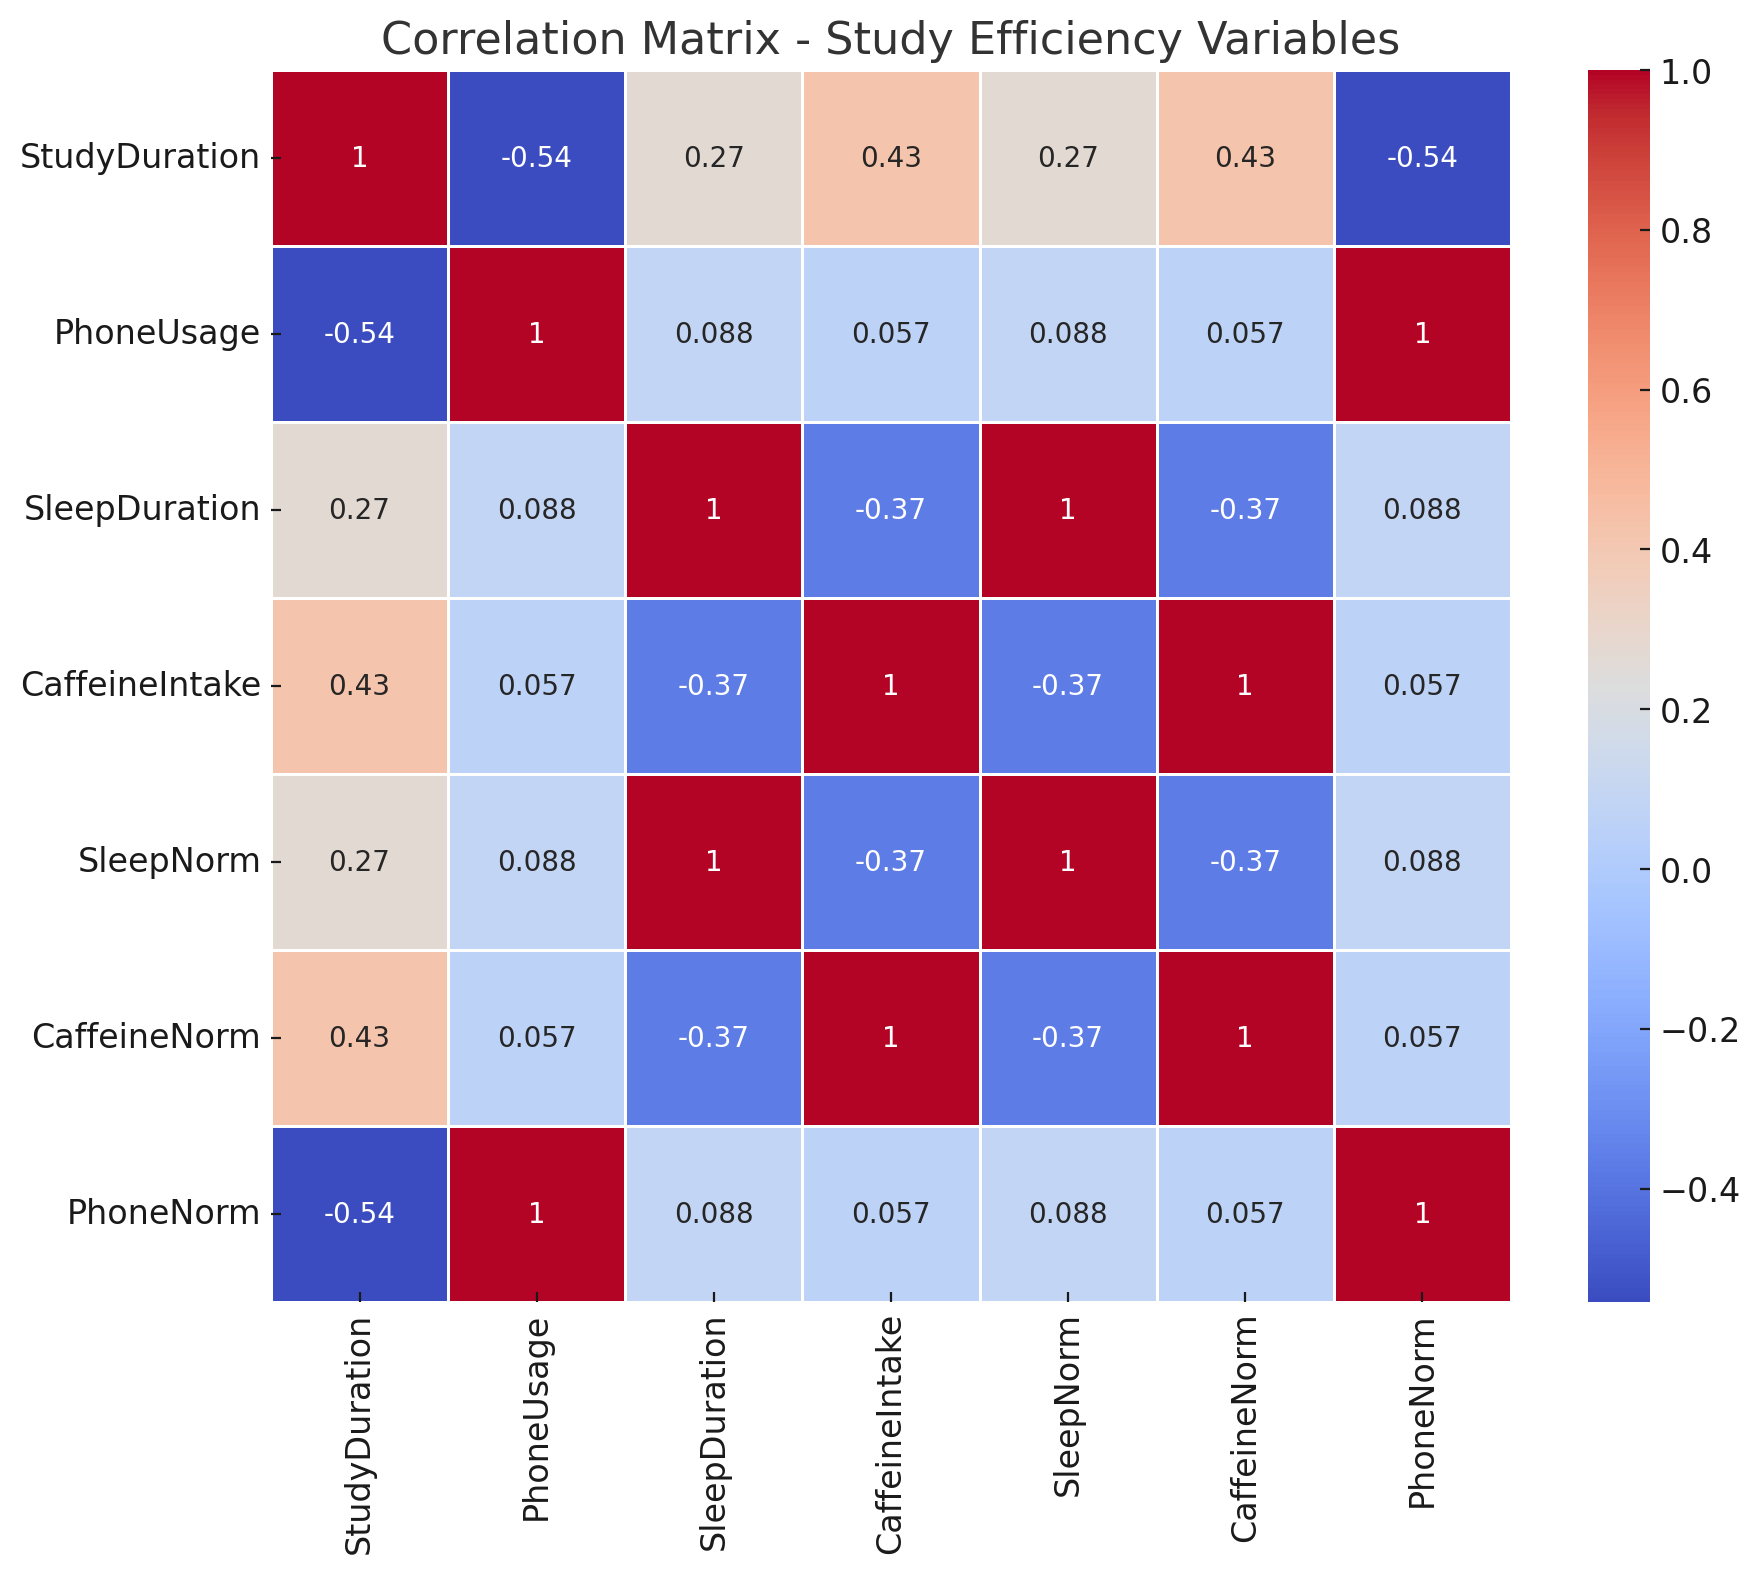 Correlation Matrix - Study Efficiency Variables
StudyDuration 1 -0.54 0.27 0.43 0.27 0.43 -0.54
PhoneUsage -0.54 1 0.088 0.057 0.088 0.057 1
SleepDuration 0.27 0.088 1 -0.37 1 -0.37 0.088
CaffeineIntake 0.43 0.057 -0.37 1 -0.37 1 0.057
SleepNorm 0.27 0.088 1 -0.37 1 -0.37 0.088
CaffeineNorm 0.43 0.057 -0.37 1 -0.37 1 0.057
PhoneNorm -0.54 1 0.088 0.057 0.088 0.057 1
StudyDuration
PhoneUsage
SleepDuration
CaffeineIntake
SleepNorm
CaffeineNorm
PhoneNorm
1.0
0.8
0.6
0.4
0.2
0.0
−0.2
−0.4